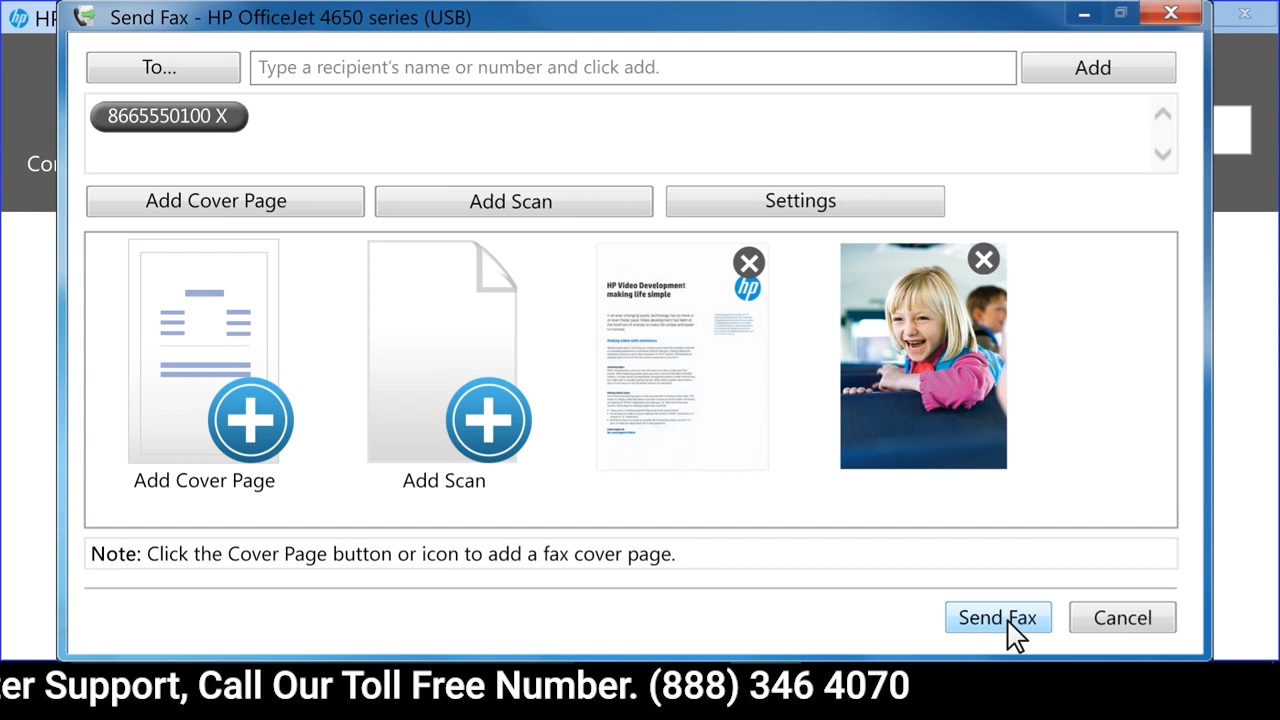 HP
Send Fax - HP OfficeJet 4650 series (USB)
To...
Type a recipient's name or number and click add.
Add
8665550100 X
Add Cover Page
Add Scan
Settings
HP Video Development
making life simple
hp
Add Cover Page
Add Scan
Note: Click the Cover Page button or icon to add a fax cover page.
Send Fax
Cancel
ter Support, Call Our Toll Free Number. (888) 346 4070